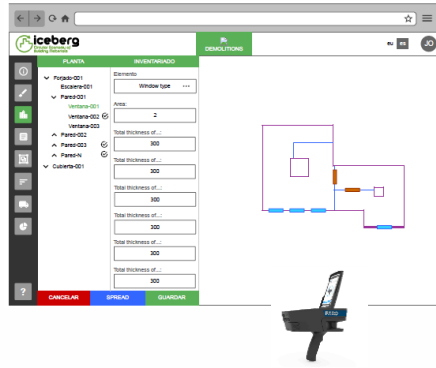 iceberg
Circular Economy of
Building Materials
DEMOLITIONS
EU
ES
JO
PLANTA
INVENTARIADO
Forjado-001
Escalera-001
Pared-001
Ventana-001
Ventana-002
Ventana-003
Pared-002
Pared-003
Pared-N
Cubierta-001
Elemento
Window type ...
Area:
2
Total thickness of...:
300
Total thickness of...:
300
Total thickness of...:
300
Total thickness of...:
300
Total thickness of...:
300
Total thickness of...:
300
?
CANCELAR
SPREAD
GUARDAR